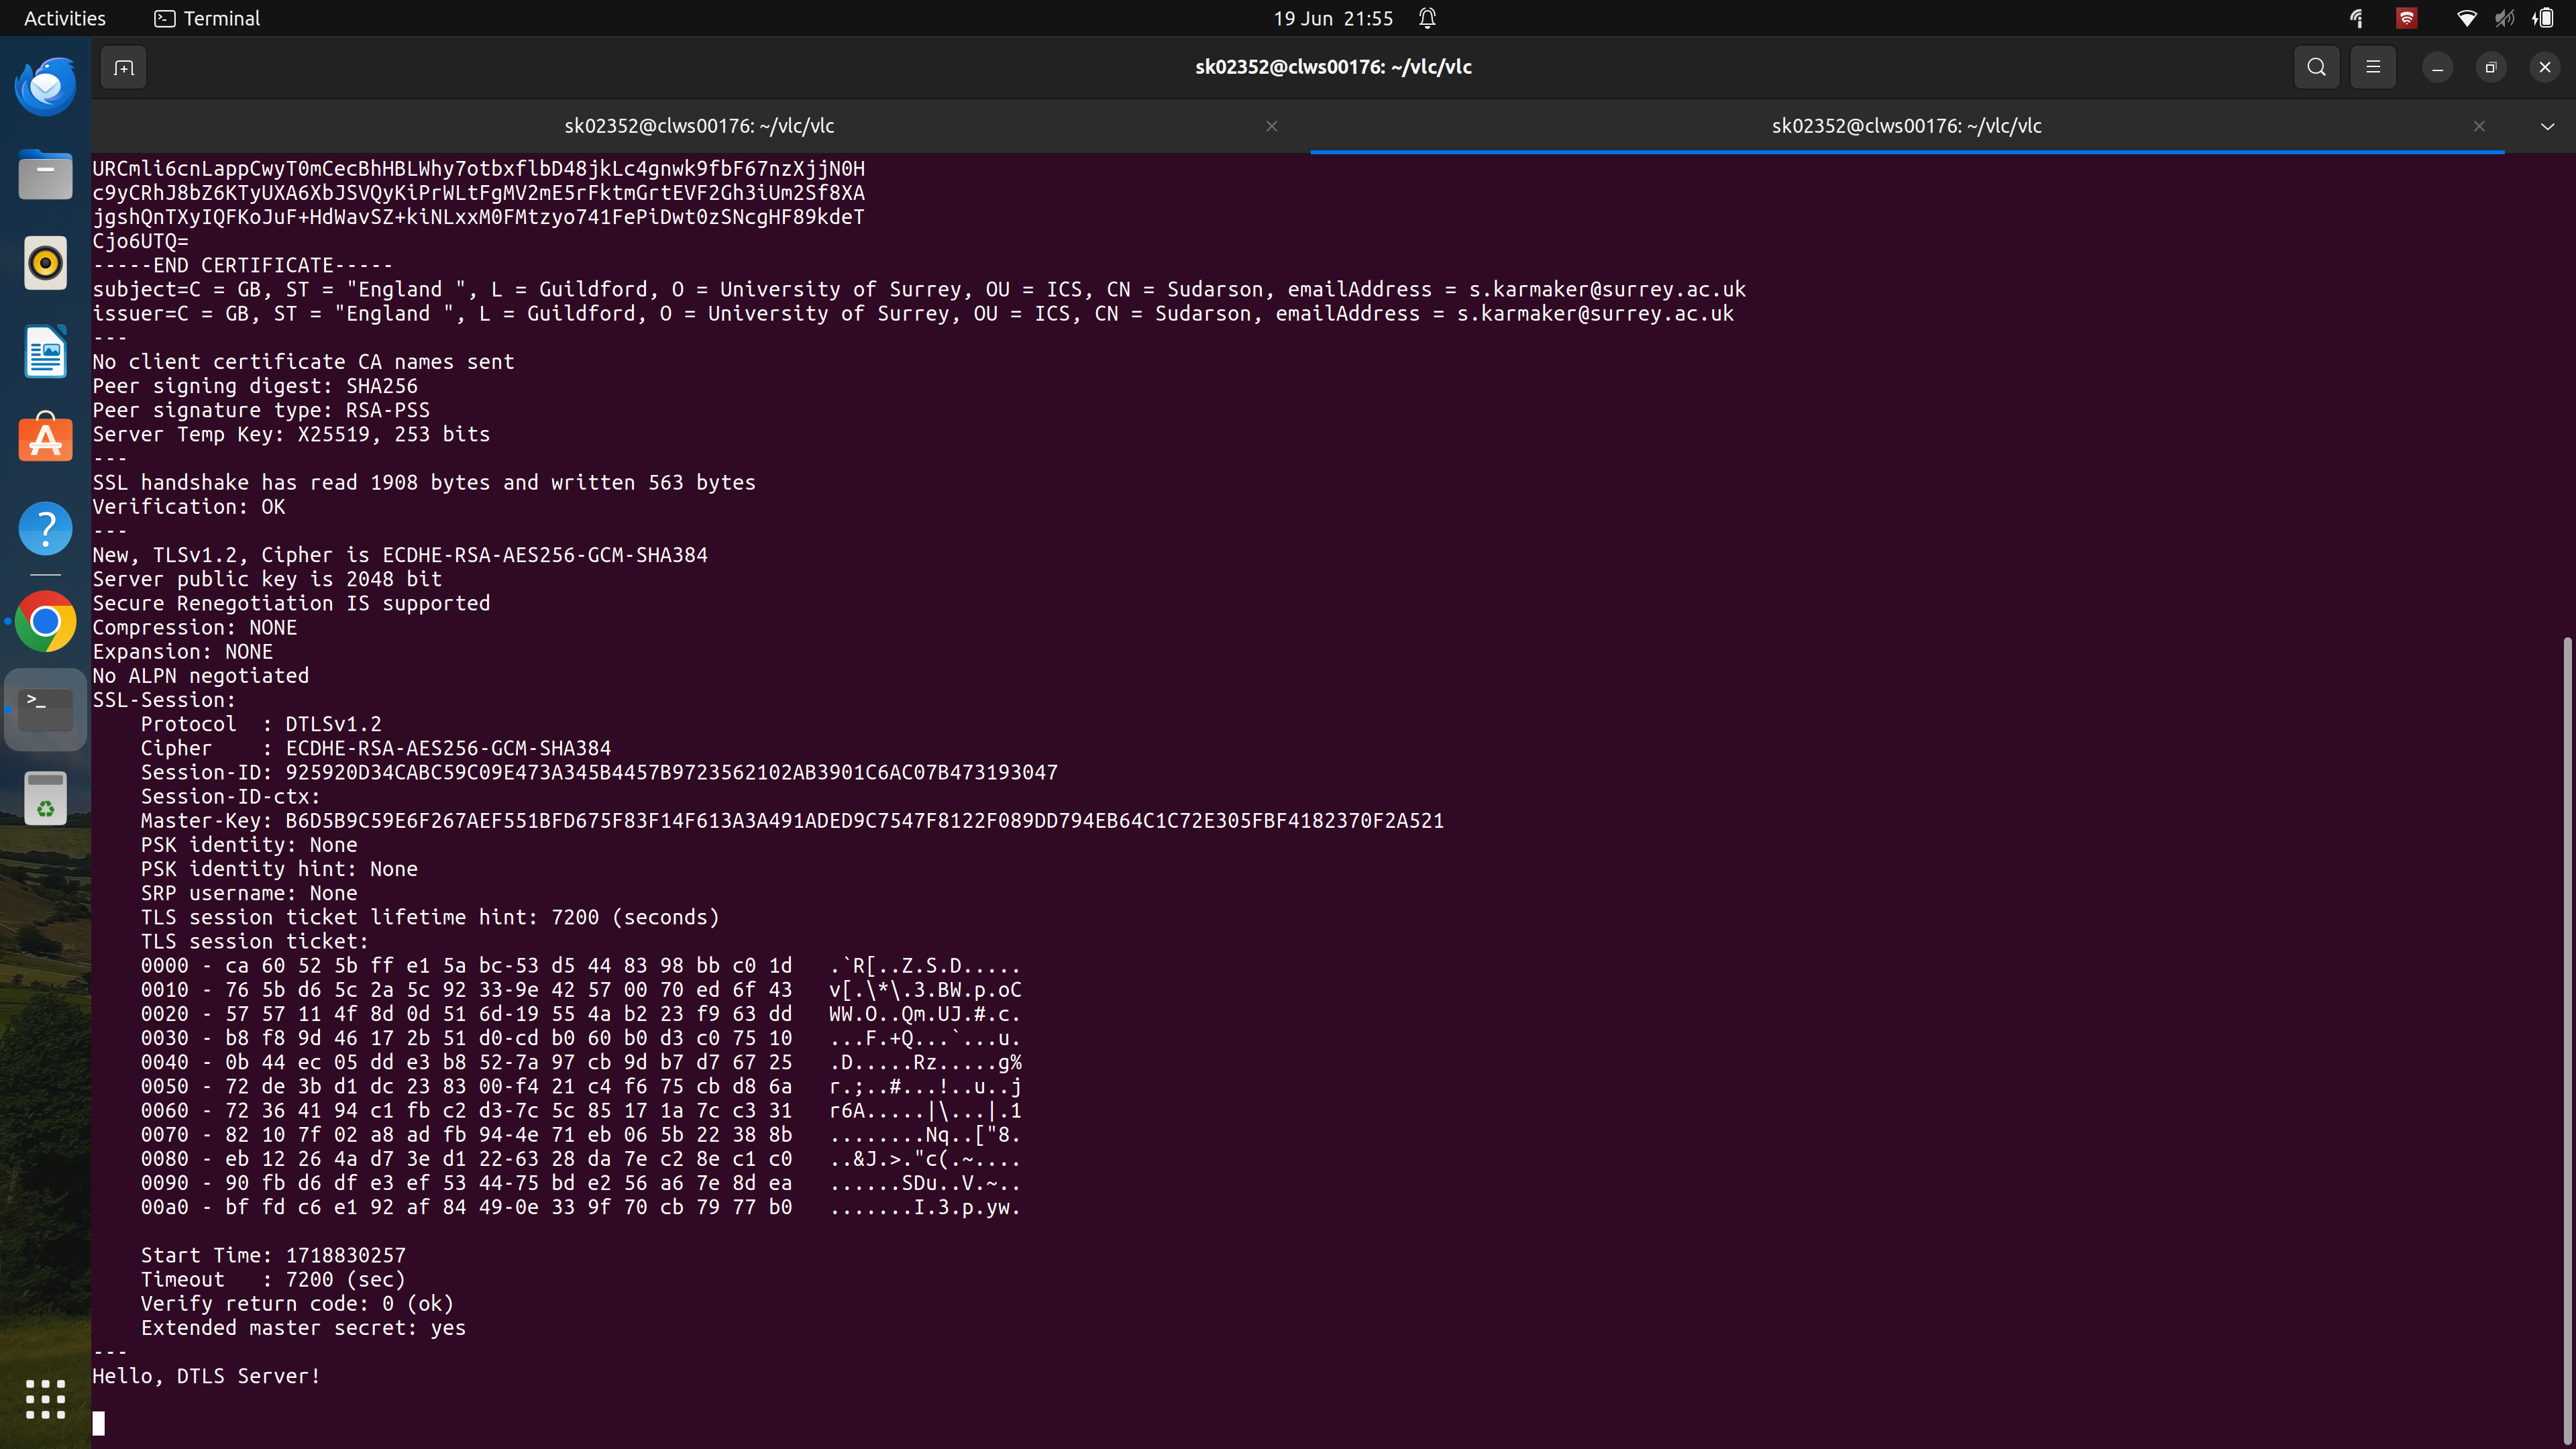 Activities
Terminal
19 Jun 21:55
sk02352@clws00176: ~/vlc/vlc
sk02352@clws00176: ~/vlc/vlc
sk02352@clws00176: ~/vlc/vlc
URCmli6cnLappCwyT0mCecBhHBLWhy7otbxflbD48jkLc4gnwk9fbF67nzXjjN0H
c9yCRhJ8bZ6KTyUXA6XbJSVQyKiPrWLtFgMV2mE5rFktmGrtEVF2Gh3iUm2Sf8XA
jgshQnTXyIQFKoJuF+HdWavSZ+kiNLxxM0FMtzyo741FePiDwt0zSNcgHF89kdeT
Cjo6UTQ=
-----END CERTIFICATE-----
subject=C = GB, ST = "England ", L = Guildford, O = University of Surrey, OU = ICS, CN = Sudarson, emailAddress = s.karmaker@surrey.ac.uk
issuer=C = GB, ST = "England ", L = Guildford, O = University of Surrey, OU = ICS, CN = Sudarson, emailAddress = s.karmaker@surrey.ac.uk
---
No client certificate CA names sent
Peer signing digest: SHA256
Peer signature type: RSA-PSS
Server Temp Key: X25519, 253 bits
---
SSL handshake has read 1908 bytes and written 563 bytes
Verification: OK
---
New, TLSv1.2, Cipher is ECDHE-RSA-AES256-GCM-SHA384
Server public key is 2048 bit
Secure Renegotiation IS supported
Compression: NONE
Expansion: NONE
No ALPN negotiated
SSL-Session:
    Protocol  : DTLSv1.2
    Cipher    : ECDHE-RSA-AES256-GCM-SHA384
    Session-ID: 925920D34CABC59C09E473A345B4457B9723562102AB3901C6AC07B473193047
    Session-ID-ctx:
    Master-Key: B6D5B9C59E6F267AEF551BFD675F83F14F613A3A491ADED9C7547F8122F089DD794EB64C1C72E305FBF4182370F2A521
    PSK identity: None
    PSK identity hint: None
    SRP username: None
    TLS session ticket lifetime hint: 7200 (seconds)
    TLS session ticket:
    0000 - ca 60 52 5b ff e1 5a bc-53 d5 44 83 98 bb c0 1d   .`R[..Z.S.D.....
    0010 - 76 5b d6 5c 2a 5c 92 33-9e 42 57 00 70 ed 6f 43   v[.\*\.3.BW.p.oC
    0020 - 57 57 11 4f 8d 0d 51 6d-19 55 4a b2 23 f9 63 dd   WW.O..Qm.UJ.#.c.
    0030 - b8 f8 9d 46 17 2b 51 d0-cd b0 60 b0 d3 c0 75 10   ...F.+Q...`...u.
    0040 - 0b 44 ec 05 dd e3 b8 52-7a 97 cb 9d b7 d7 67 25   .D.....Rz.....g%
    0050 - 72 de 3b d1 dc 23 83 00-f4 21 c4 f6 75 cb d8 6a   r.;..#...!..u..j
    0060 - 72 36 41 94 c1 fb c2 d3-7c 5c 85 17 1a 7c c3 31   r6A.....|\...|.1
    0070 - 82 10 7f 02 a8 ad fb 94-4e 71 eb 06 5b 22 38 8b   ........Nq..["8.
    0080 - eb 12 26 4a d7 3e d1 22-63 28 da 7e c2 8e c1 c0   ..&J.>."c(.~....
    0090 - 90 fb d6 df e3 ef 53 44-75 bd e2 56 a6 7e 8d ea   ......SDu..V.~..
    00a0 - bf fd c6 e1 92 af 84 49-0e 33 9f 70 cb 79 77 b0   .......I.3.p.yw.
    Start Time: 1718830257
    Timeout   : 7200 (sec)
    Verify return code: 0 (ok)
    Extended master secret: yes
---
Hello, DTLS Server!